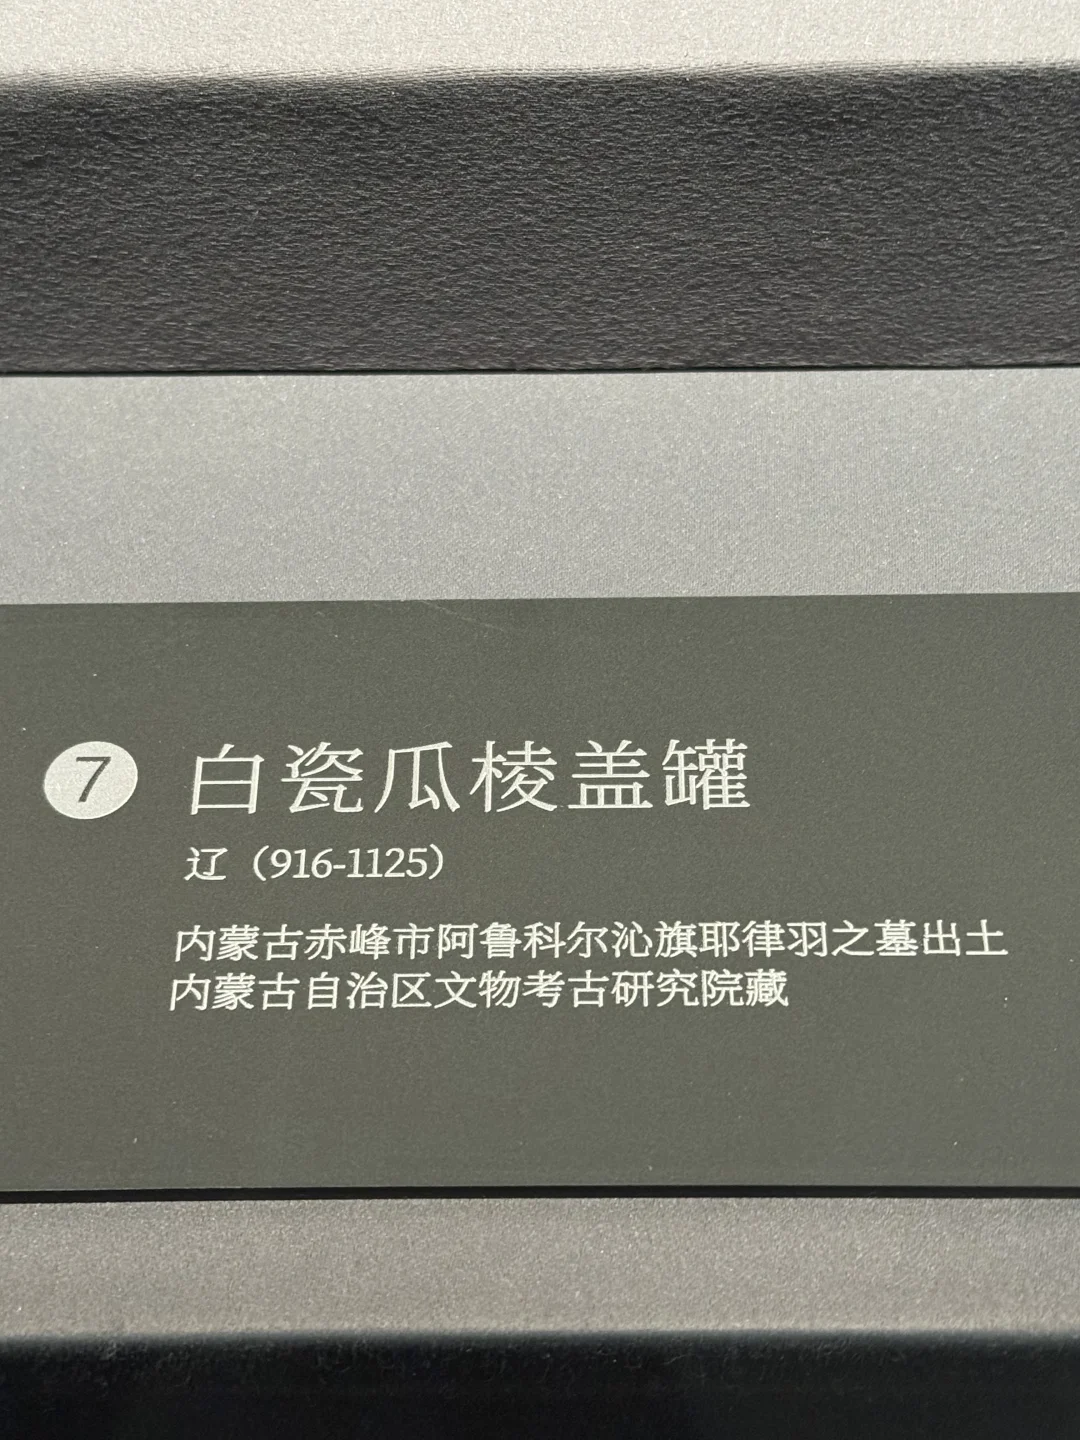 7 白瓷瓜棱盖罐
辽（916-1125）
内蒙古赤峰市阿鲁科尔沁旗耶律羽之墓出土
内蒙古自治区文物考古研究院藏